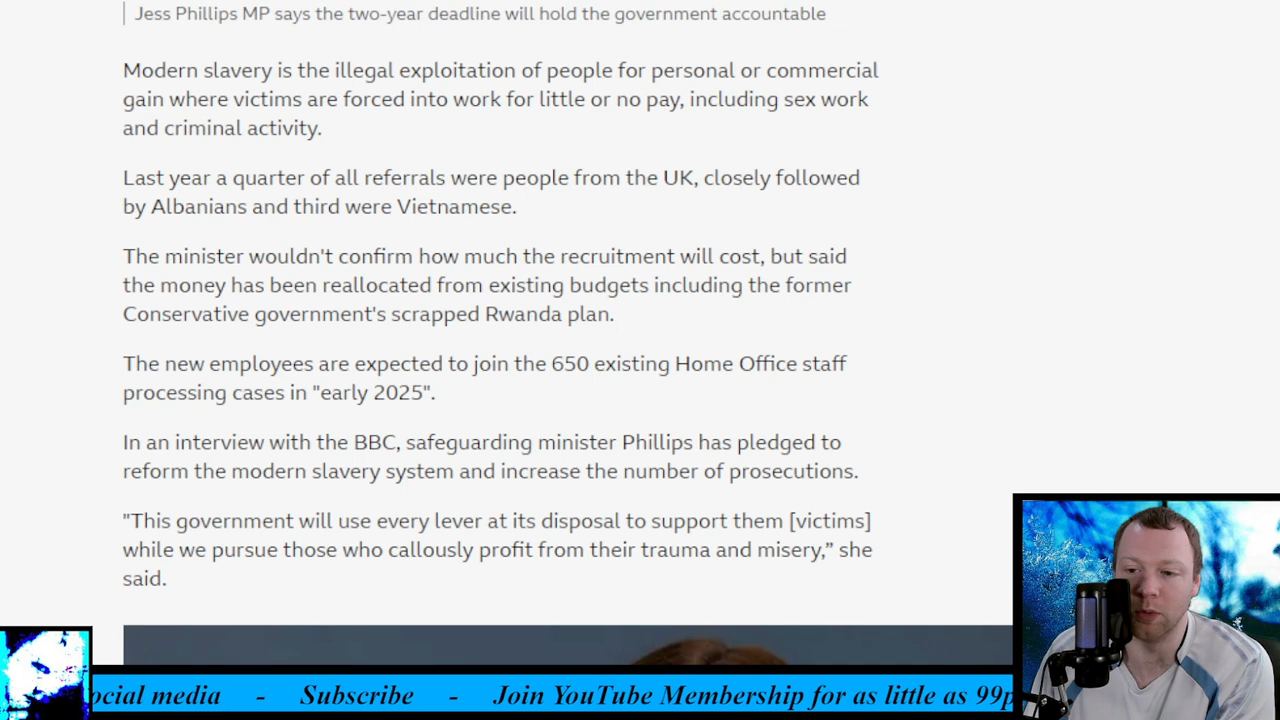 Jess Phillips MP says the two-year deadline will hold the government accountable
Modern slavery is the illegal exploitation of people for personal or commercial
gain where victims are forced into work for little or no pay, including sex work
and criminal activity.
Last year a quarter of all referrals were people from the UK, closely followed
by Albanians and third were Vietnamese.
The minister wouldn't confirm how much the recruitment will cost, but said
the money has been reallocated from existing budgets including the former
Conservative government's scrapped Rwanda plan.
The new employees are expected to join the 650 existing Home Office staff
processing cases in "early 2025".
In an interview with the BBC, safeguarding minister Phillips has pledged to
reform the modern slavery system and increase the number of prosecutions.
"This government will use every lever at its disposal to support them [victims]
while we pursue those who callously profit from their trauma and misery,” she
said.
ocial media - Subscribe - Join YouTube Membership for as little as 99p